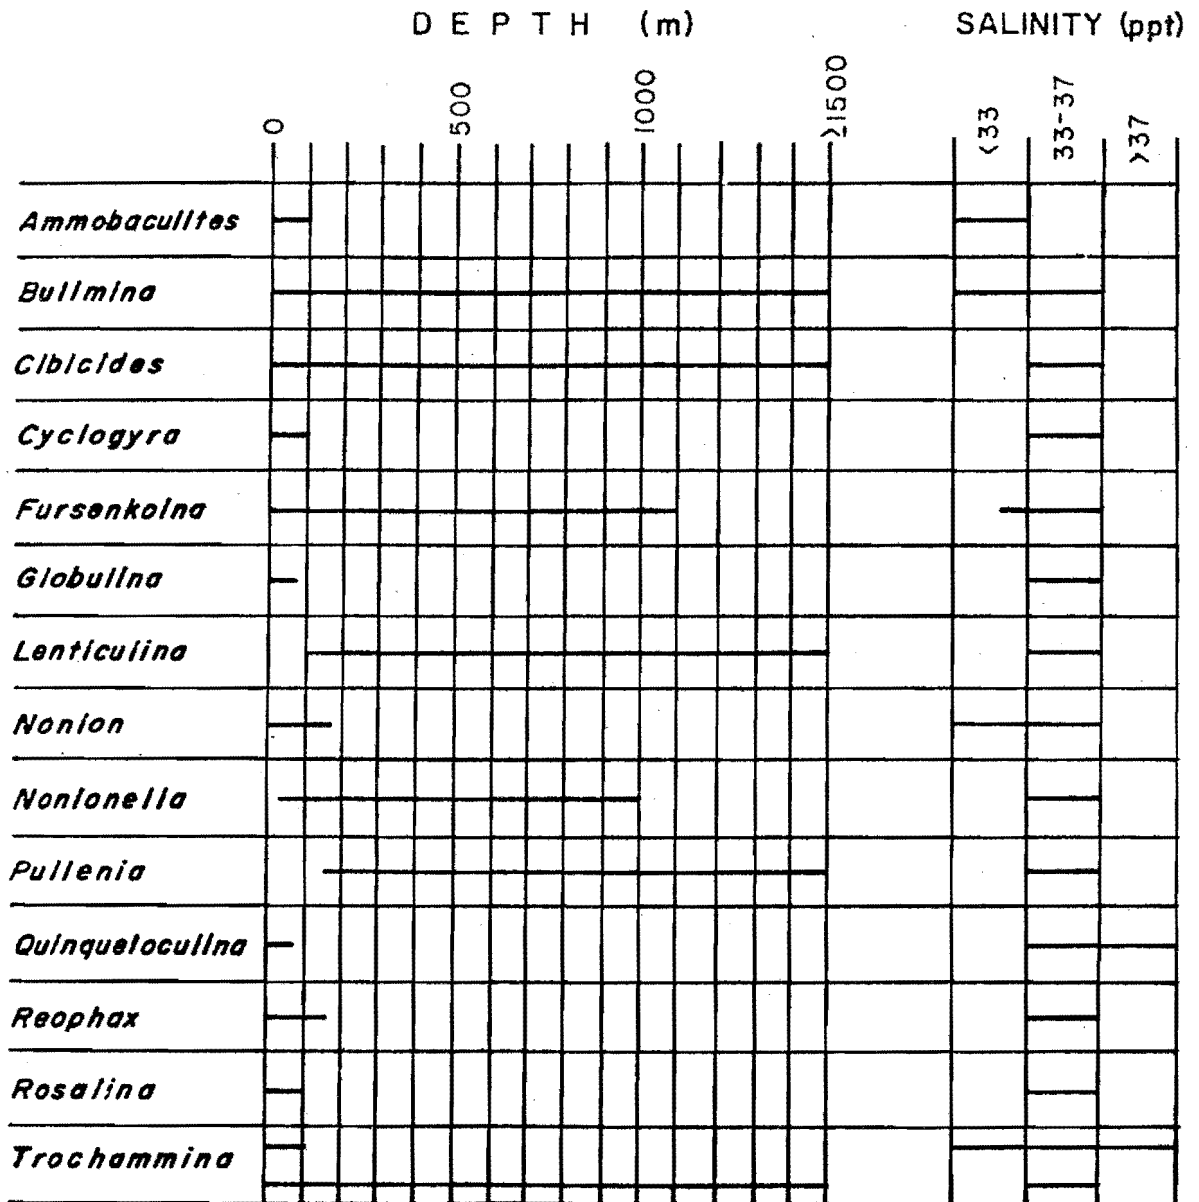 DEPTH (m) SALINITY (ppt)
0 500 1000 ≥1500 <33 33-37 >37
Ammobaculites
Bulimina
Cibicides
Cyclogyra
Fursenkoina
Globulina
Lenticulina
Nonion
Nonionella
Pullenia
Quinqueloculina
Reophax
Rosalina
Trochammina